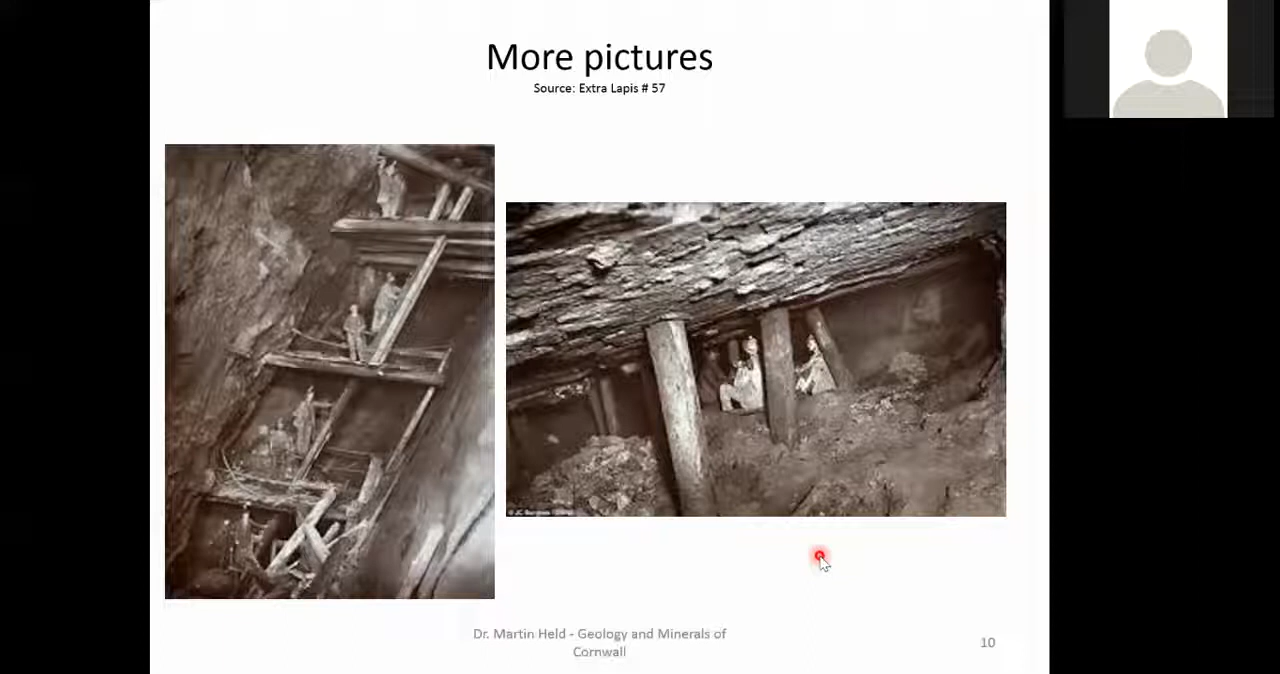 More pictures
Source: Extra Lapis # 57
Dr. Martin Held - Geology and Minerals of
Cornwall
10